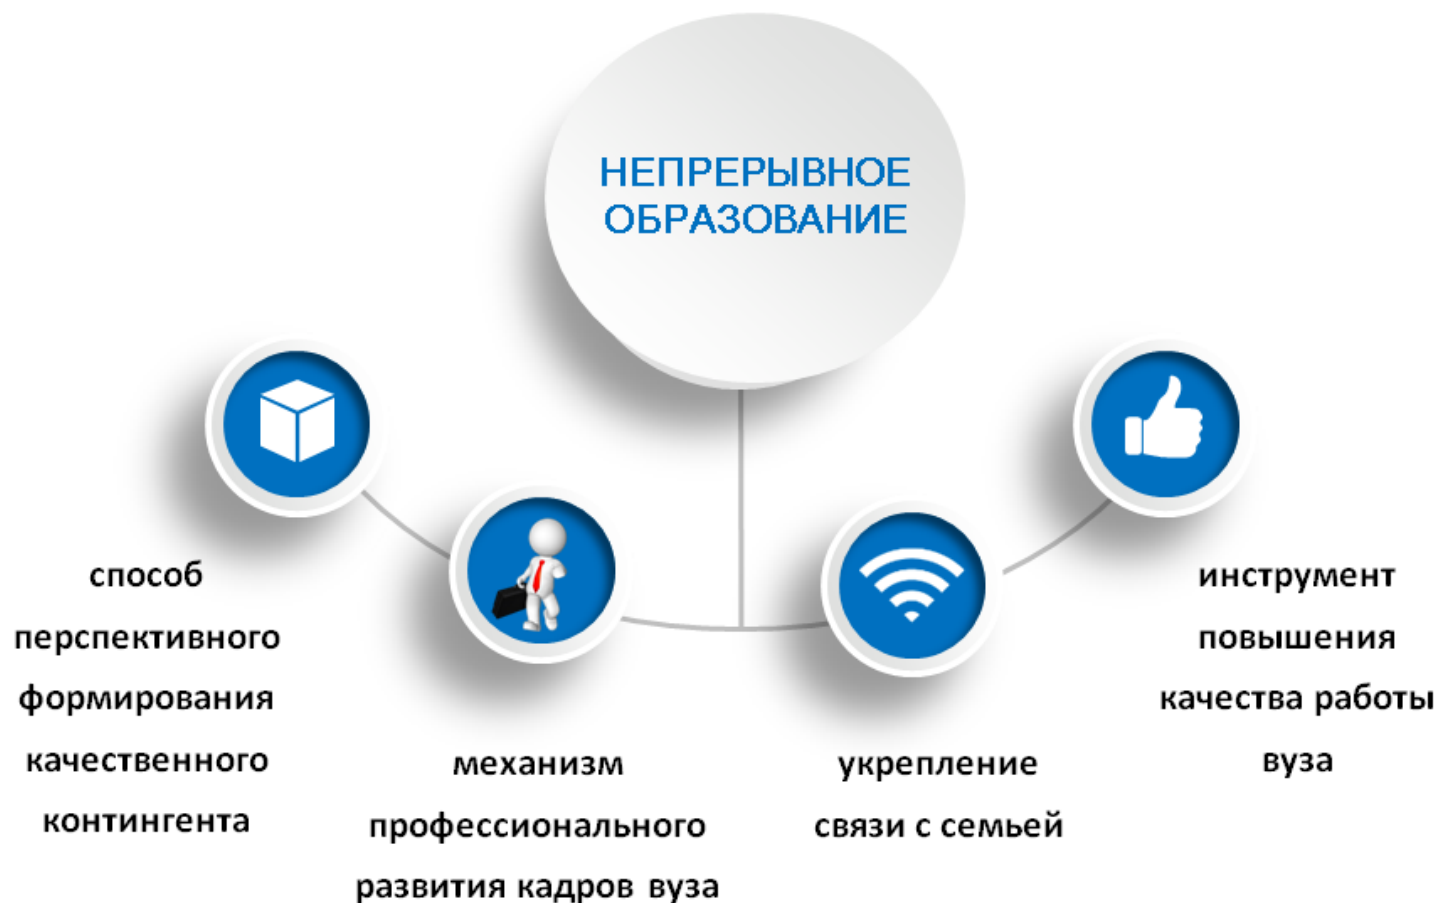 НЕПРЕРЫВНОЕ
ОБРАЗОВАНИЕ
способ
перспективного
формирования
качественного
контингента
механизм
профессионального
развития кадров вуза
укрепление
связи с семьей
инструмент
повышения
качества работы
вуза